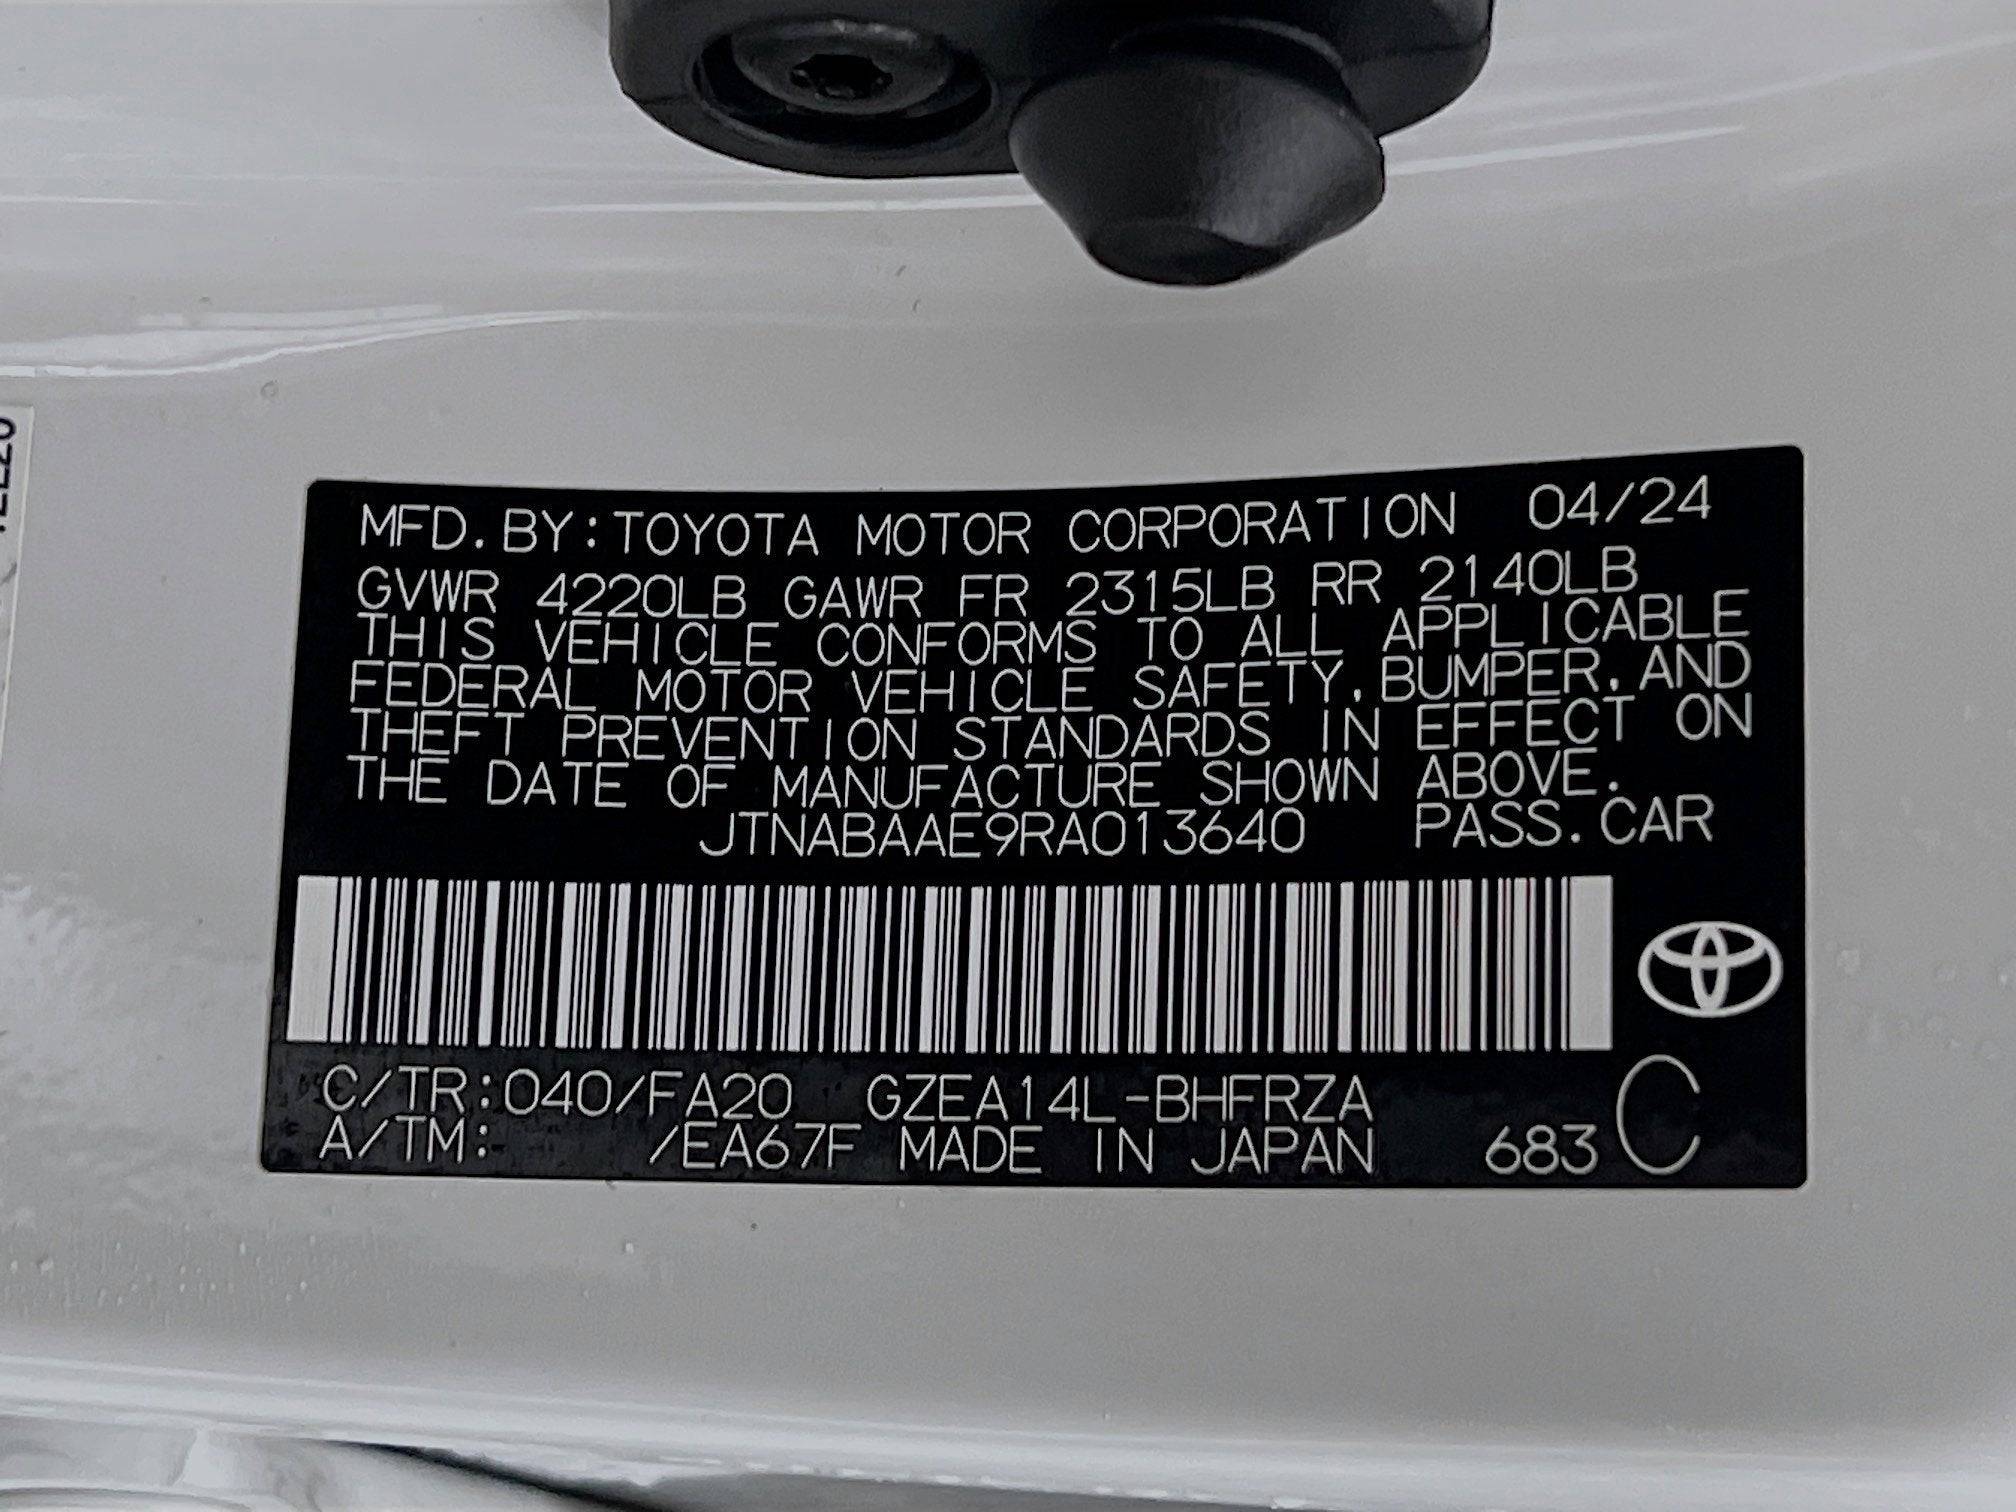 MFD. BY: TOYOTA MOTOR CORPORATION 04/24
GVWR 4220LB GAWR FR 2315LB RR 2140LB
THIS VEHICLE CONFORMS TO ALL APPLICABLE
FEDERAL MOTOR VEHICLE SAFETY, BUMPER, AND
THEFT PREVENTION STANDARDS IN EFFECT ON
THE DATE OF MANUFACTURE SHOWN ABOVE.
JTNABAAE9RA013640 PASS. CAR
C/TR: 040/FA20 GZEA14L-BHFRZA C
A/TM: /EA67F MADE IN JAPAN 683